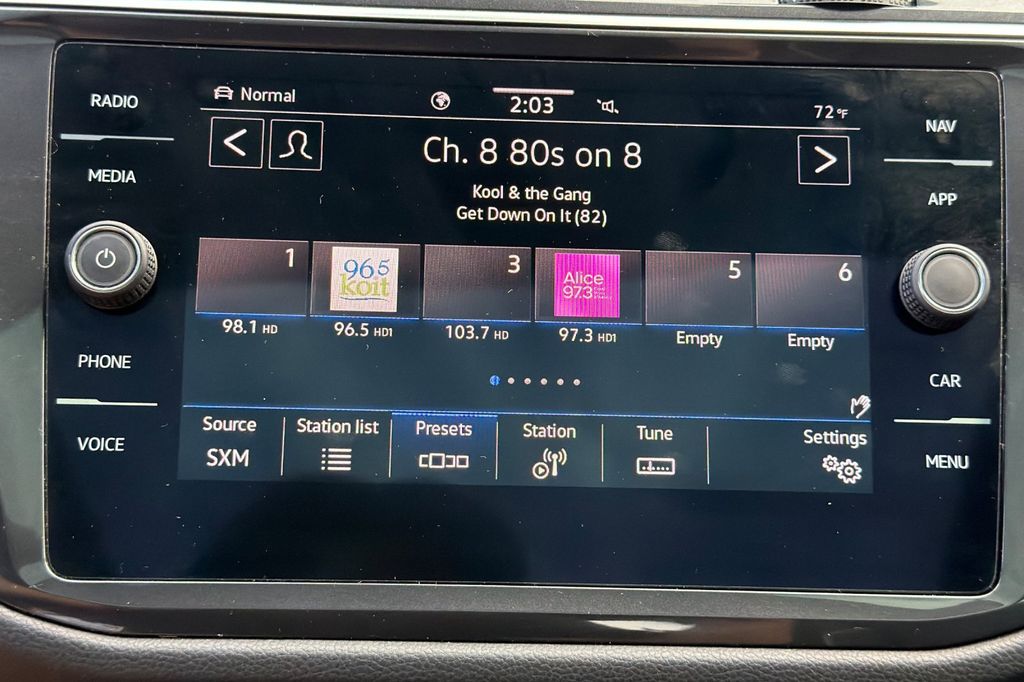 RADIO
MEDIA
PHONE
VOICE
Normal
2:03
72°F
Ch. 8 80s on 8
Kool & the Gang
Get Down On It (82)
1
98.1 HD
96.5
koit
96.5 HD1
3
103.7 HD
Alice
97.3
97.3 HD1
5
Empty
6
Empty
Source
SXM
Station list
Presets
Station
Tune
Settings
NAV
APP
CAR
MENU